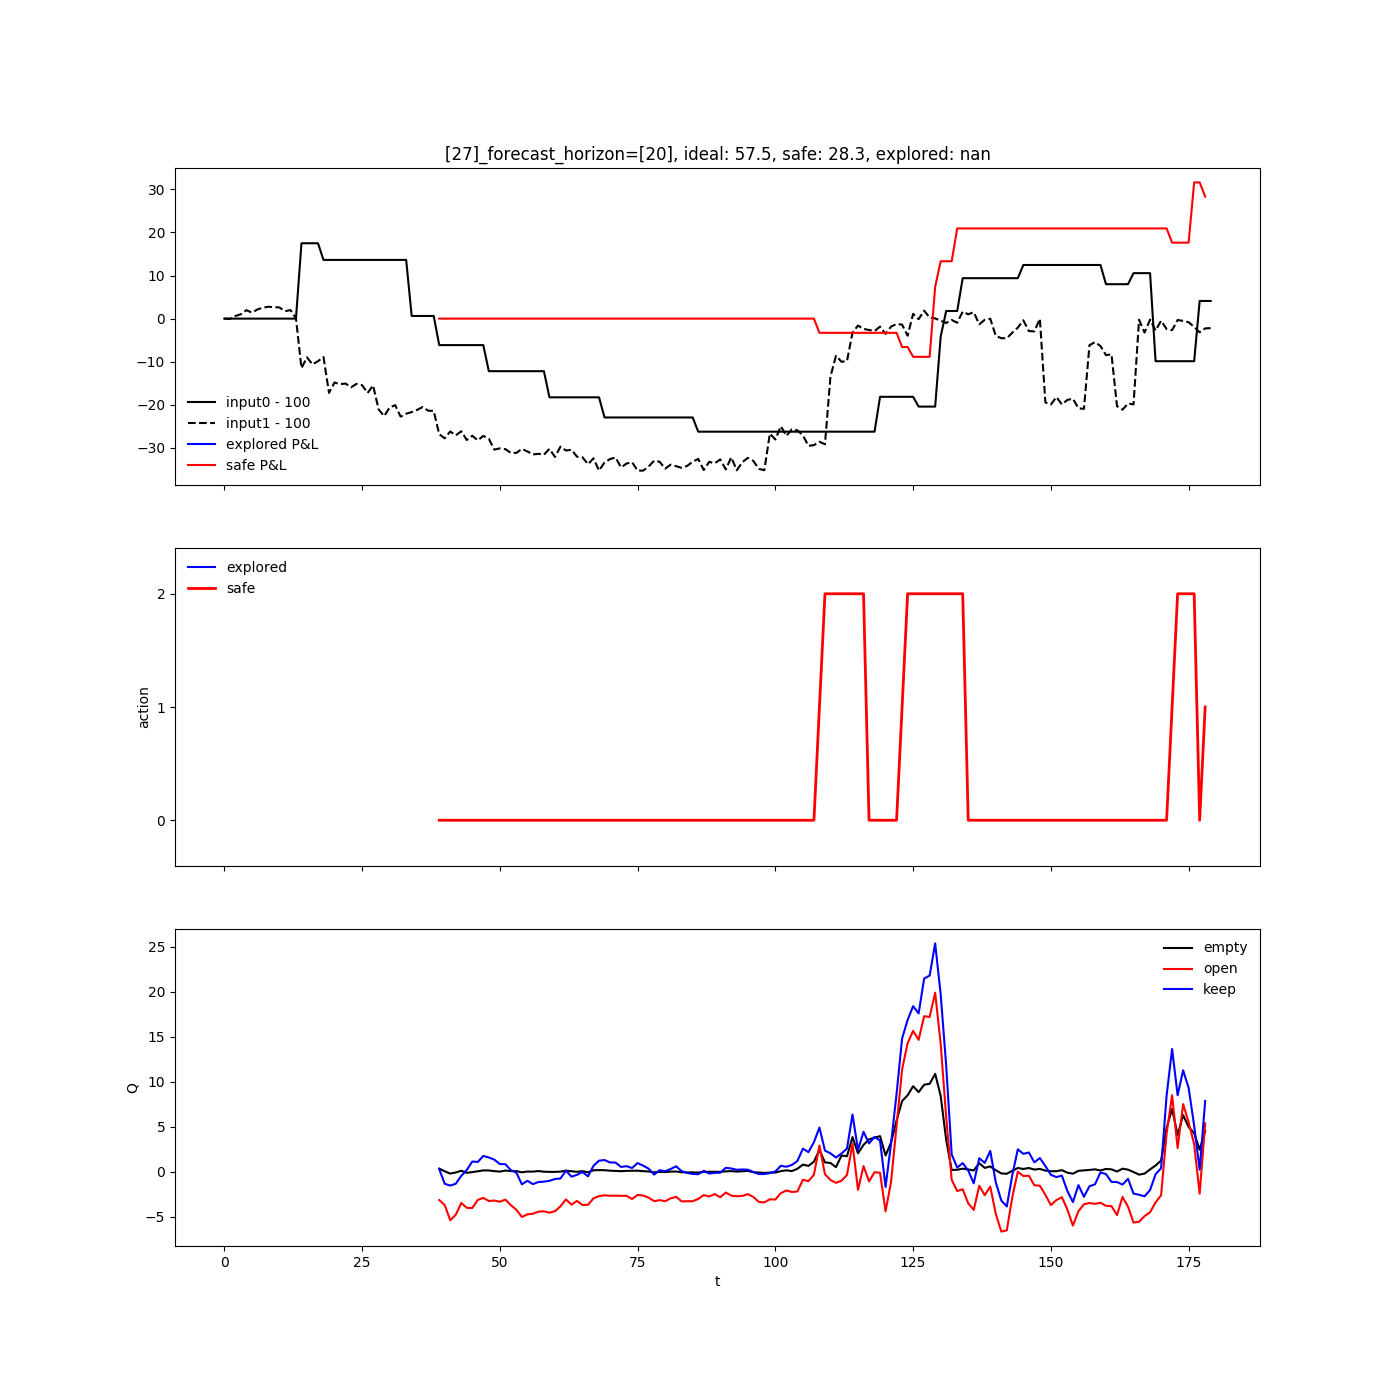 [27]_forecast_horizon=[20], ideal: 57.5, safe: 28.3, explored: nan
30
20
10
0
−10
−20
−30
input0 - 100
input1 - 100
explored P&L
safe P&L
action
2
1
0
explored
safe
Q
25
20
15
10
5
0
−5
empty
open
keep
0 25 50 75 100 125 150 175
t